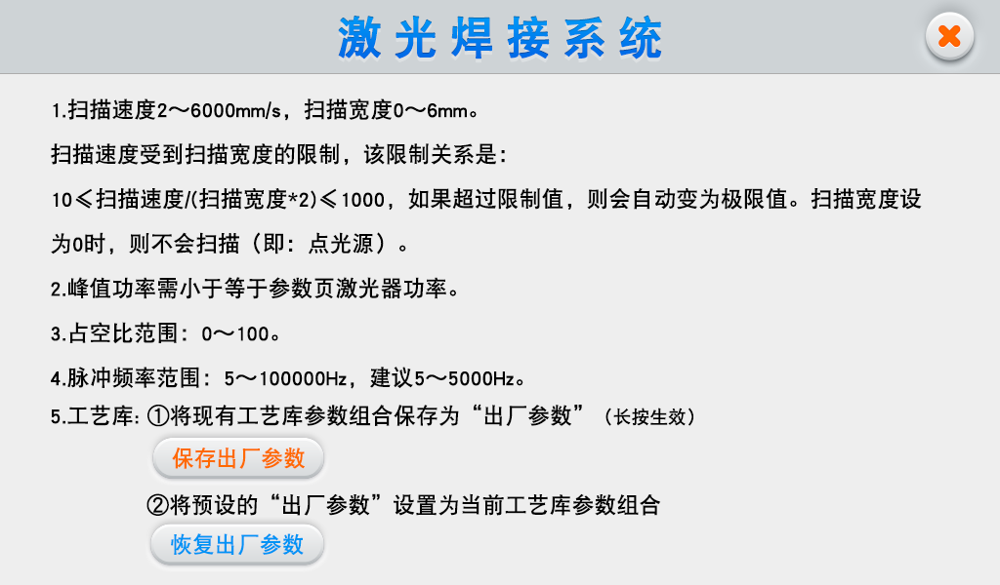 激光焊接系统
1.扫描速度2～6000mm/s，扫描宽度0～6mm。
扫描速度受到扫描宽度的限制，该限制关系是：
10≤扫描速度/(扫描宽度*2)≤1000，如果超过限制值，则会自动变为极限值。扫描宽度设
为0时，则不会扫描（即：点光源）。
2.峰值功率需小于等于参数页激光器功率。
3.占空比范围：0～100。
4.脉冲频率范围：5～100000Hz，建议5～5000Hz。
5.工艺库: ①将现有工艺库参数组合保存为“出厂参数”（长按生效）
保存出厂参数
②将预设的“出厂参数”设置为当前工艺库参数组合
恢复出厂参数